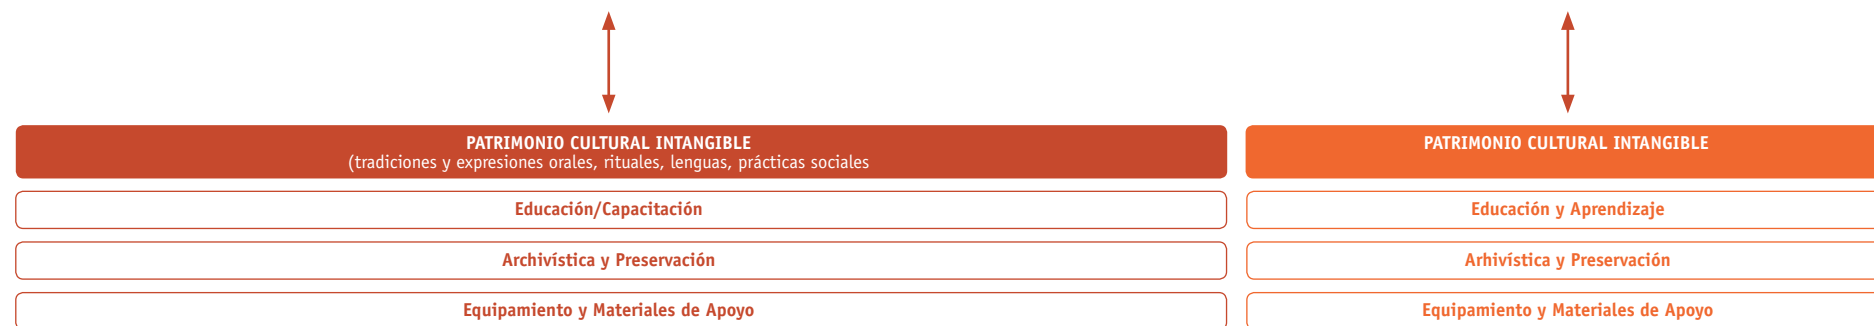 PATRIMONIO CULTURAL INTANGIBLE
(tradiciones y expresiones orales, rituales, lenguas, prácticas sociales
Educación/Capacitación
Archivística y Preservación
Equipamiento y Materiales de Apoyo
PATRIMONIO CULTURAL INTANGIBLE
Educación y Aprendizaje
Arhivística y Preservación
Equipamiento y Materiales de Apoyo